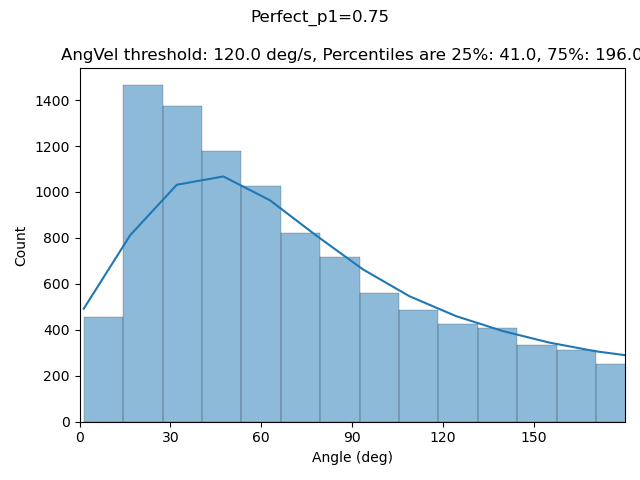 Perfect_p1=0.75
AngVel threshold: 120.0 deg/s, Percentiles are 25%: 41.0, 75%: 196.0
1400
1200
1000
800
600
400
200
0
Count
0 30 60 90 120 150
Angle (deg)